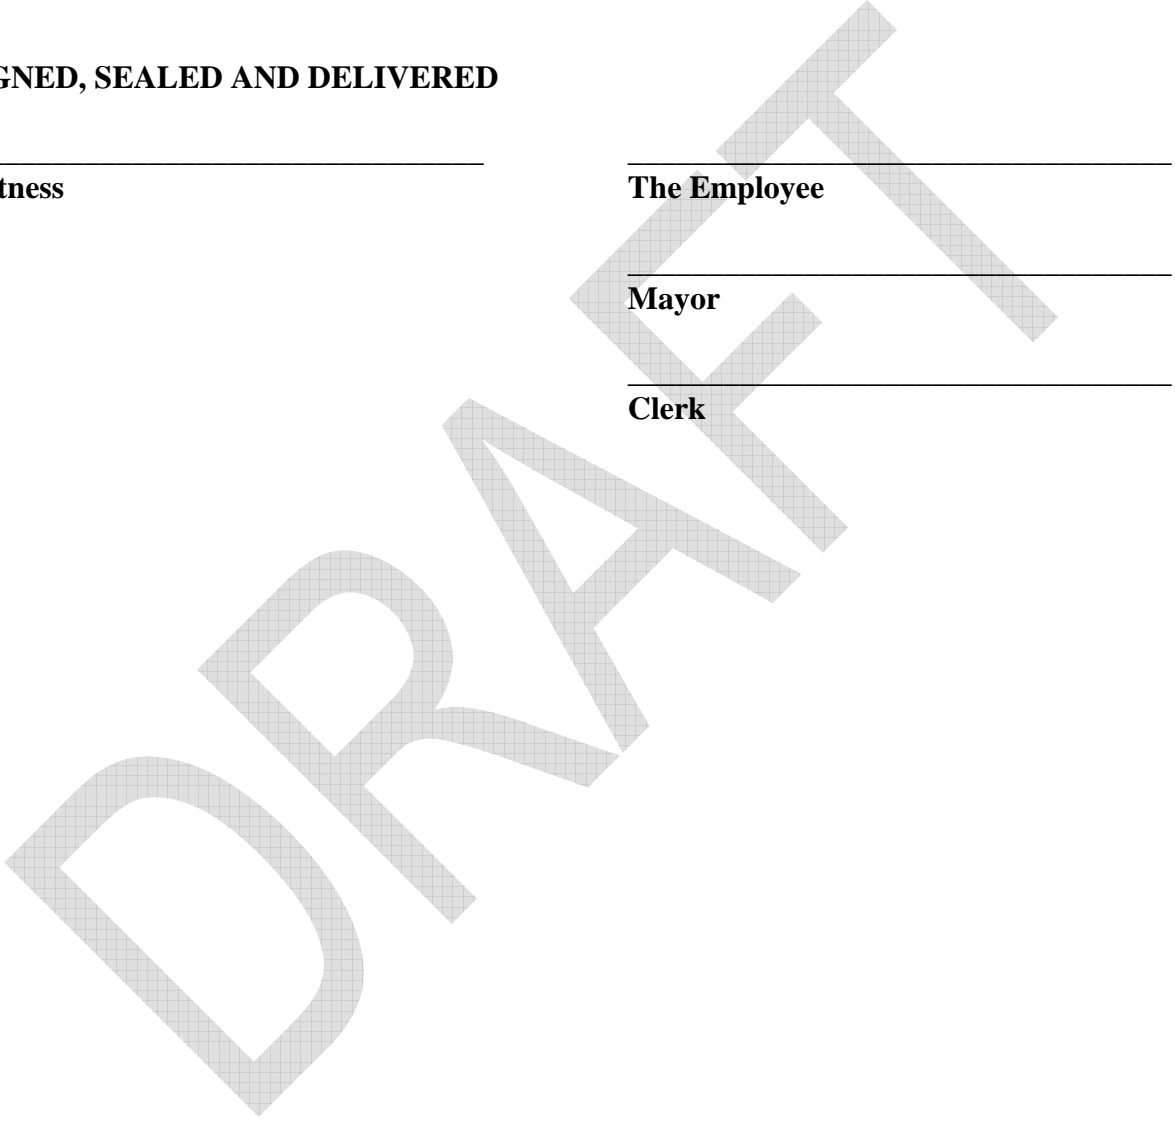 GNED, SEALED AND DELIVERED
tness
The Employee
Mayor
Clerk
DRAFT